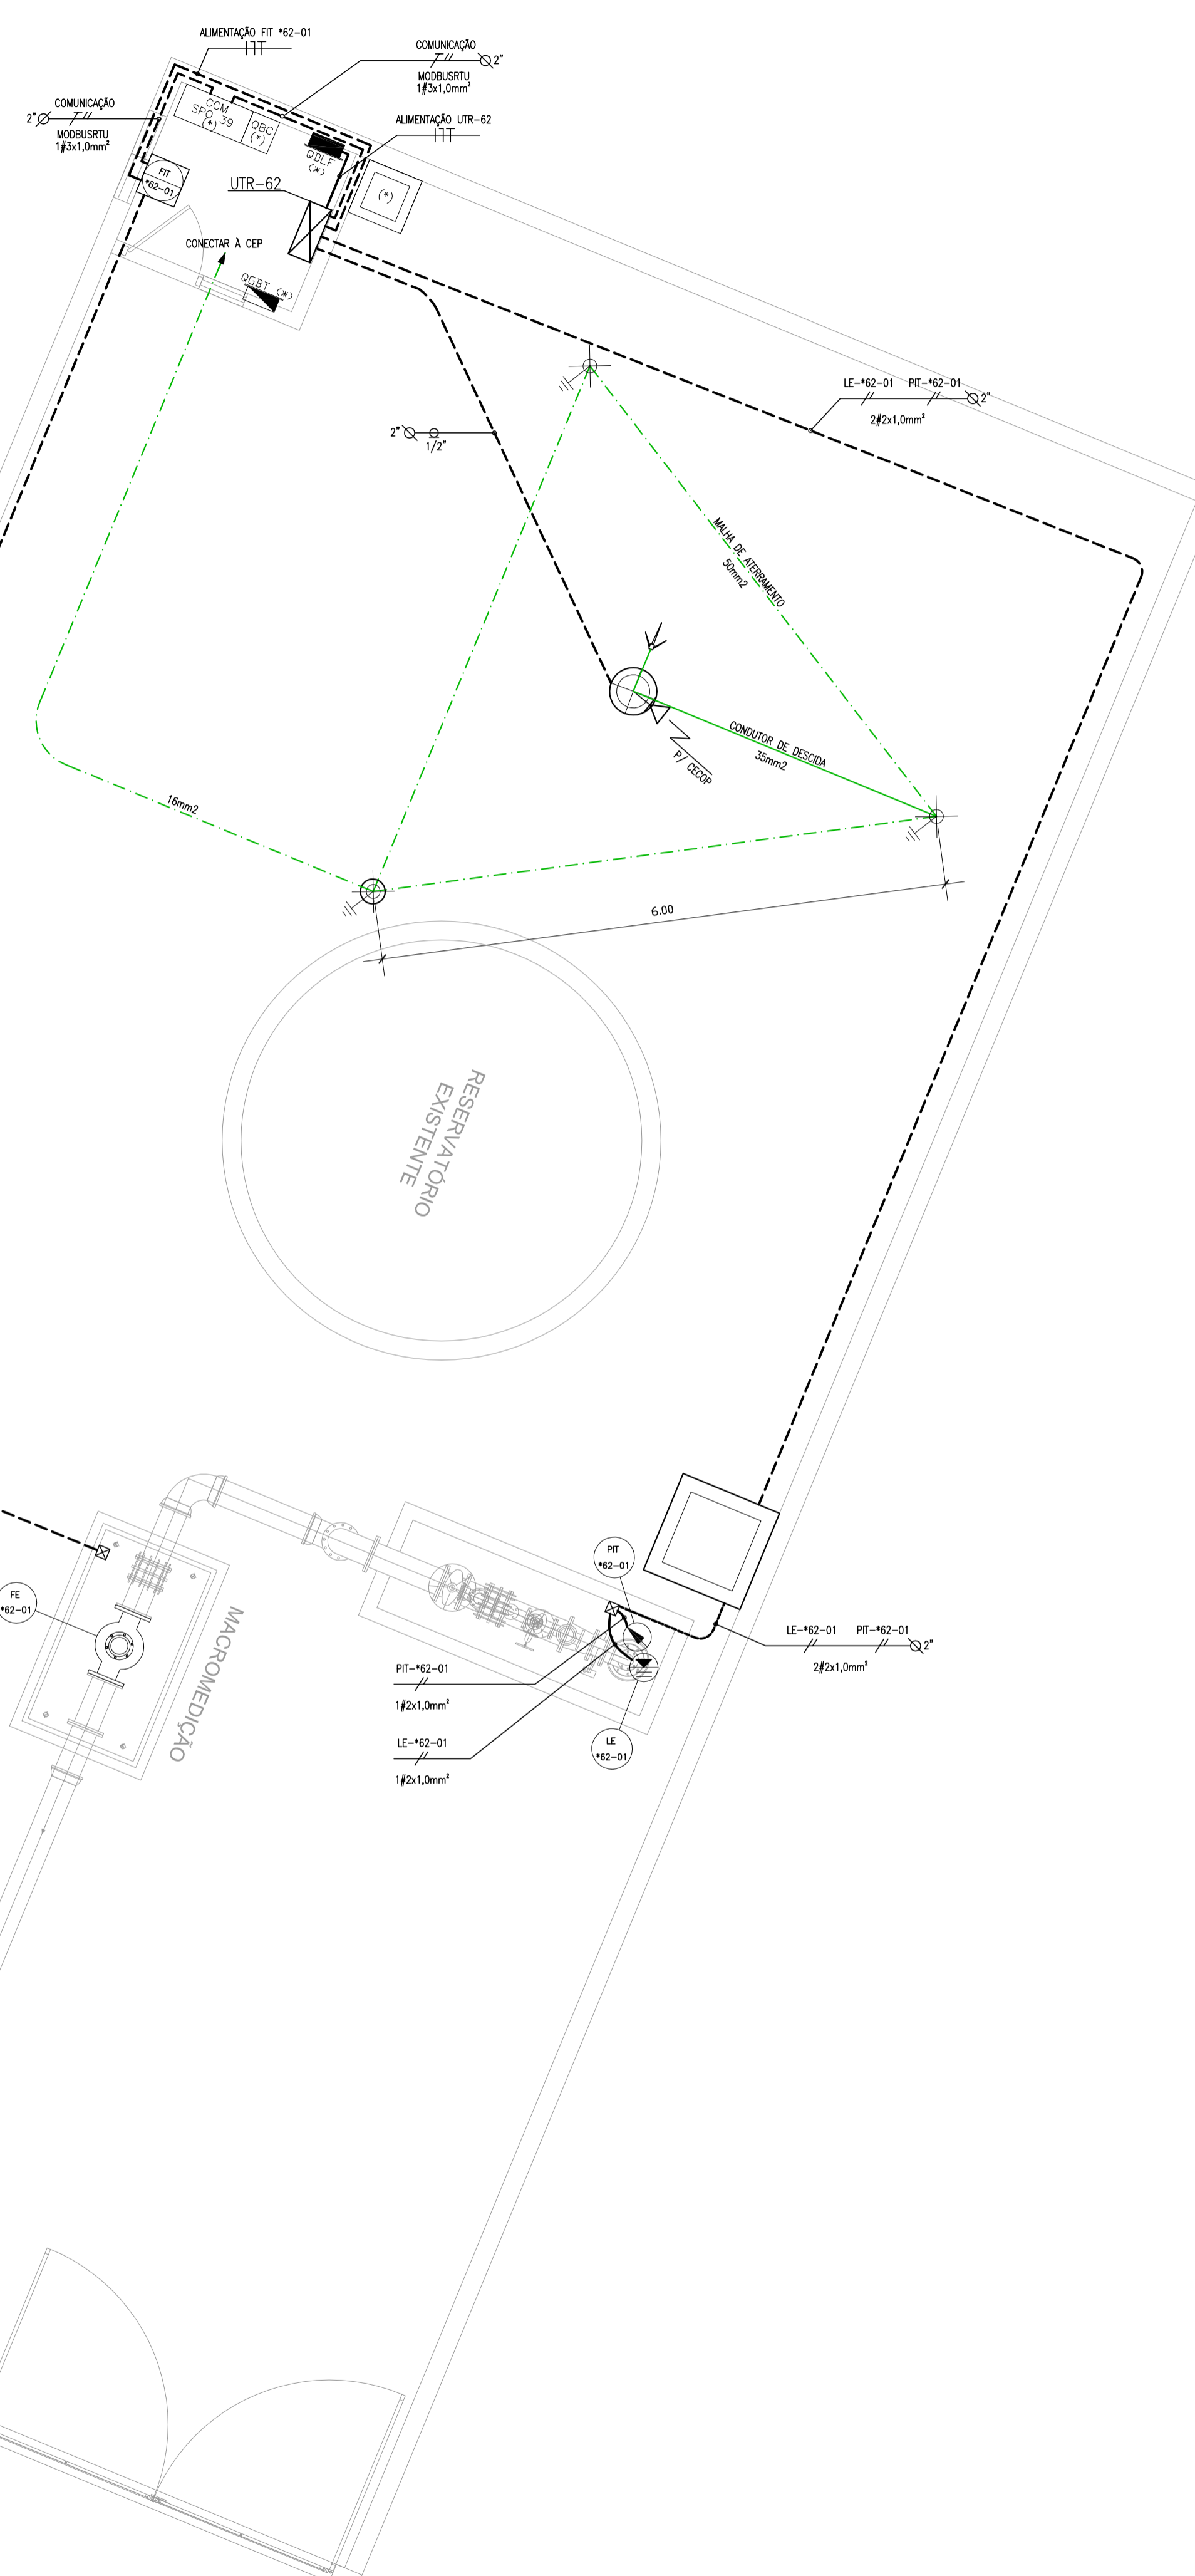 ALIMENTAÇÃO FIT *62-01
COMUNICAÇÃO
2"
MODBUSRTU
1#3x1,0mm²
COMUNICAÇÃO
2"
MODBUSRTU
1#3x1,0mm²
ALIMENTAÇÃO UTR-62
CCM
SPO 39
(*)
QBC
(*)
QDLF
(*)
FIT
*62-01
UTR-62
(*)
CONECTAR À CEP
QGBT (*)
LE-*62-01 PIT-*62-01
2"
2#2x1,0mm²
2"
1/2"
MALHA DE ATERRAMENTO
50mm2
CONDUTOR DE DESCIDA
35mm2
P/ CECOP
16mm2
6.00
RESERVATÓRIO
EXISTENTE
PIT
*62-01
FE
*62-01
MACROMEDIÇÃO
LE-*62-01 PIT-*62-01
2"
2#2x1,0mm²
PIT-*62-01
1#2x1,0mm²
LE-*62-01
1#2x1,0mm²
LE
*62-01